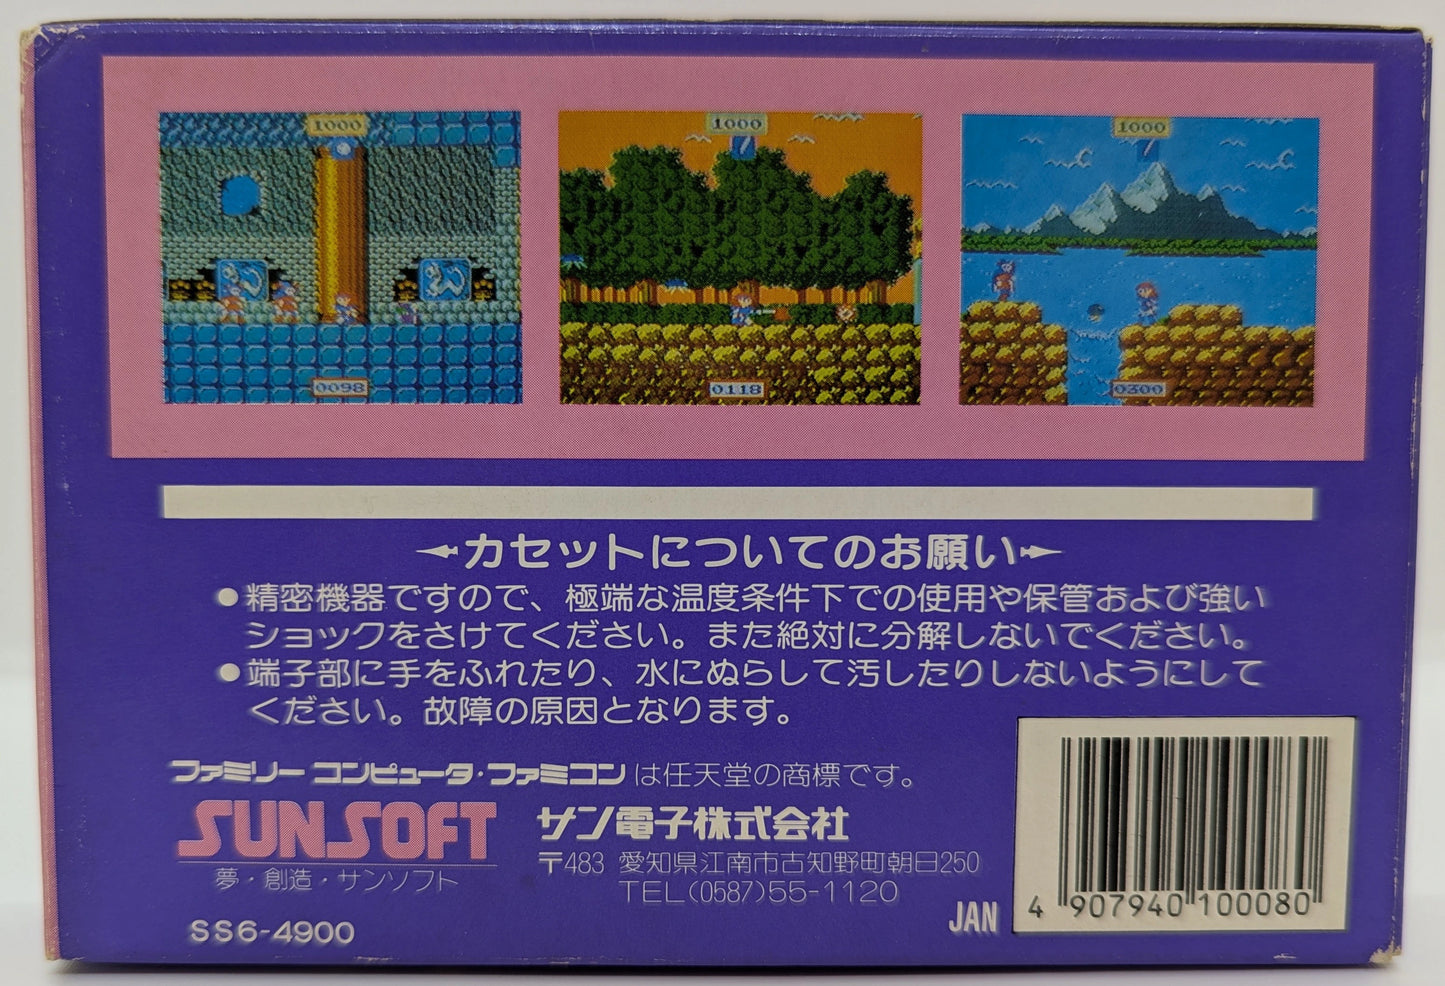 1000
1000
1000
0098
0118
0300
カセットについてのお願い
●精密機器ですので、極端な温度条件下での使用や保管および強い
ショックをさけてください。また絶対に分解しないでください。
●端子部に手をふれたり、水にぬらして汚したりしないようにして
ください。故障の原因となります。
ファミリーコンピュータ・ファミコンは任天堂の商標です。
SUNSOFT
夢・創造・サンソフト
サン電子株式会社
〒483 愛知県江南市古知野町朝日250
TEL(0587)55-1120
SS6-4900
JAN
4 907940 100080